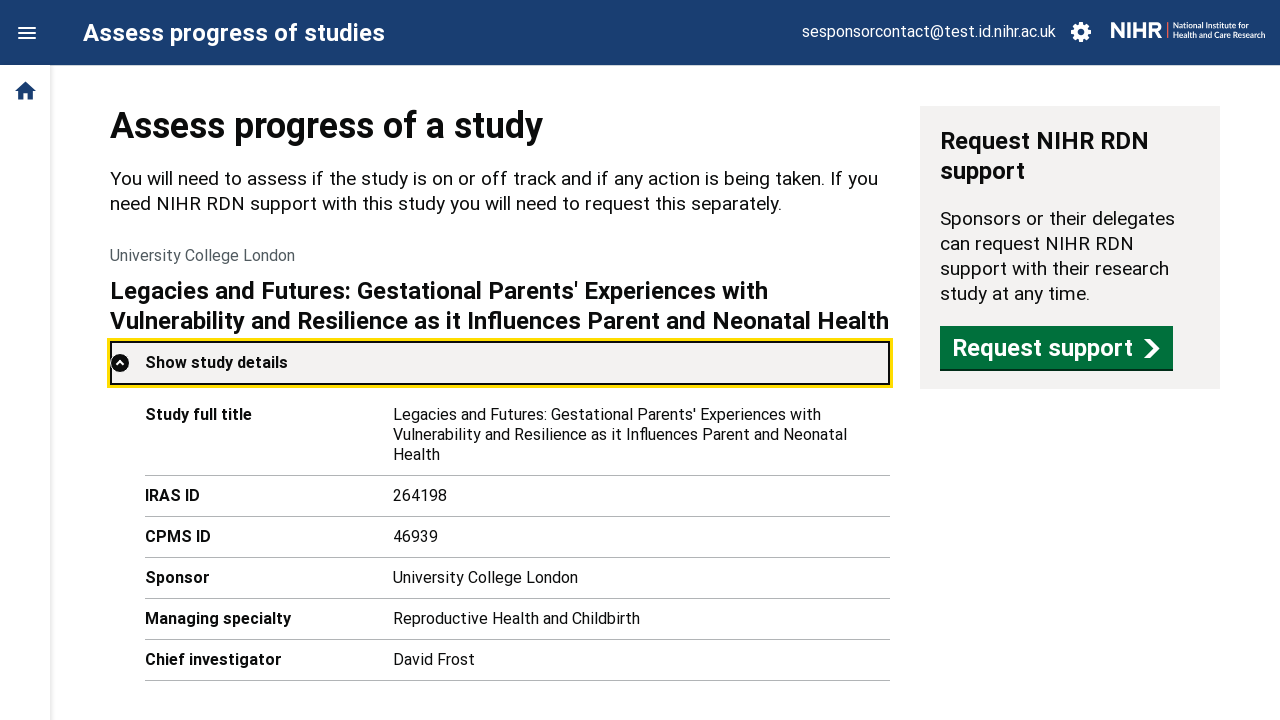 Assess progress of studies
sesponsorcontact@test.id.nihr.ac.uk
NIHR | National Institute for
Health and Care Research
Assess progress of a study
You will need to assess if the study is on or off track and if any action is being taken. If you
need NIHR RDN support with this study you will need to request this separately.
University College London
Legacies and Futures: Gestational Parents' Experiences with
Vulnerability and Resilience as it Influences Parent and Neonatal Health
Show study details
Study full title
Legacies and Futures: Gestational Parents' Experiences with
Vulnerability and Resilience as it Influences Parent and Neonatal
Health
IRAS ID
264198
CPMS ID
46939
Sponsor
University College London
Managing specialty
Reproductive Health and Childbirth
Chief investigator
David Frost
Request NIHR RDN
support
Sponsors or their delegates
can request NIHR RDN
support with their research
study at any time.
Request support